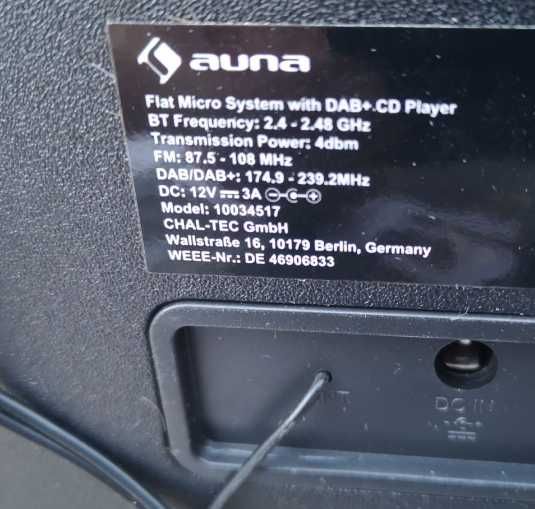 auna
Flat Micro System with DAB+.CD Player
BT Frequency: 2.4 - 2.48 GHz
Transmission Power: 4dbm
FM: 87.5 - 108 MHz
DAB/DAB+: 174.9 - 239.2MHz
DC: 12V ⎓ 3A
Model: 10034517
CHAL-TEC GmbH
Wallstraße 16, 10179 Berlin, Germany
WEEE-Nr.: DE 46906833
DC IN